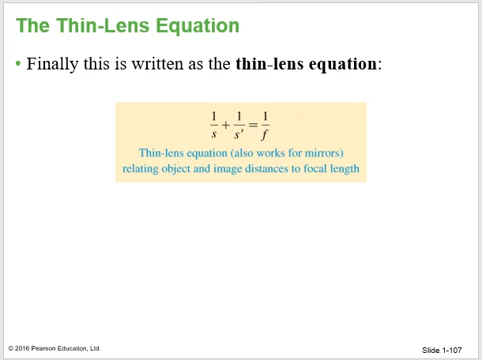 The Thin-Lens Equation
• Finally this is written as the thin-lens equation:
1/s + 1/s′ = 1/f
Thin-lens equation (also works for mirrors)
relating object and image distances to focal length
© 2016 Pearson Education, Ltd.
Slide 1-107